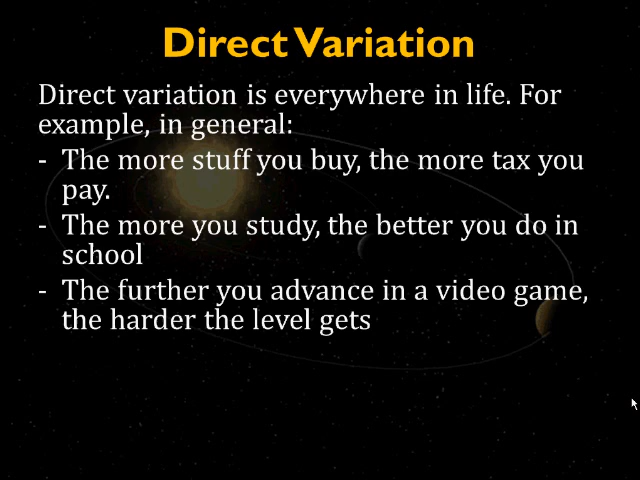 Direct Variation
Direct variation is everywhere in life. For
example, in general:
- The more stuff you buy, the more tax you
pay.
- The more you study, the better you do in
school
- The further you advance in a video game,
the harder the level gets